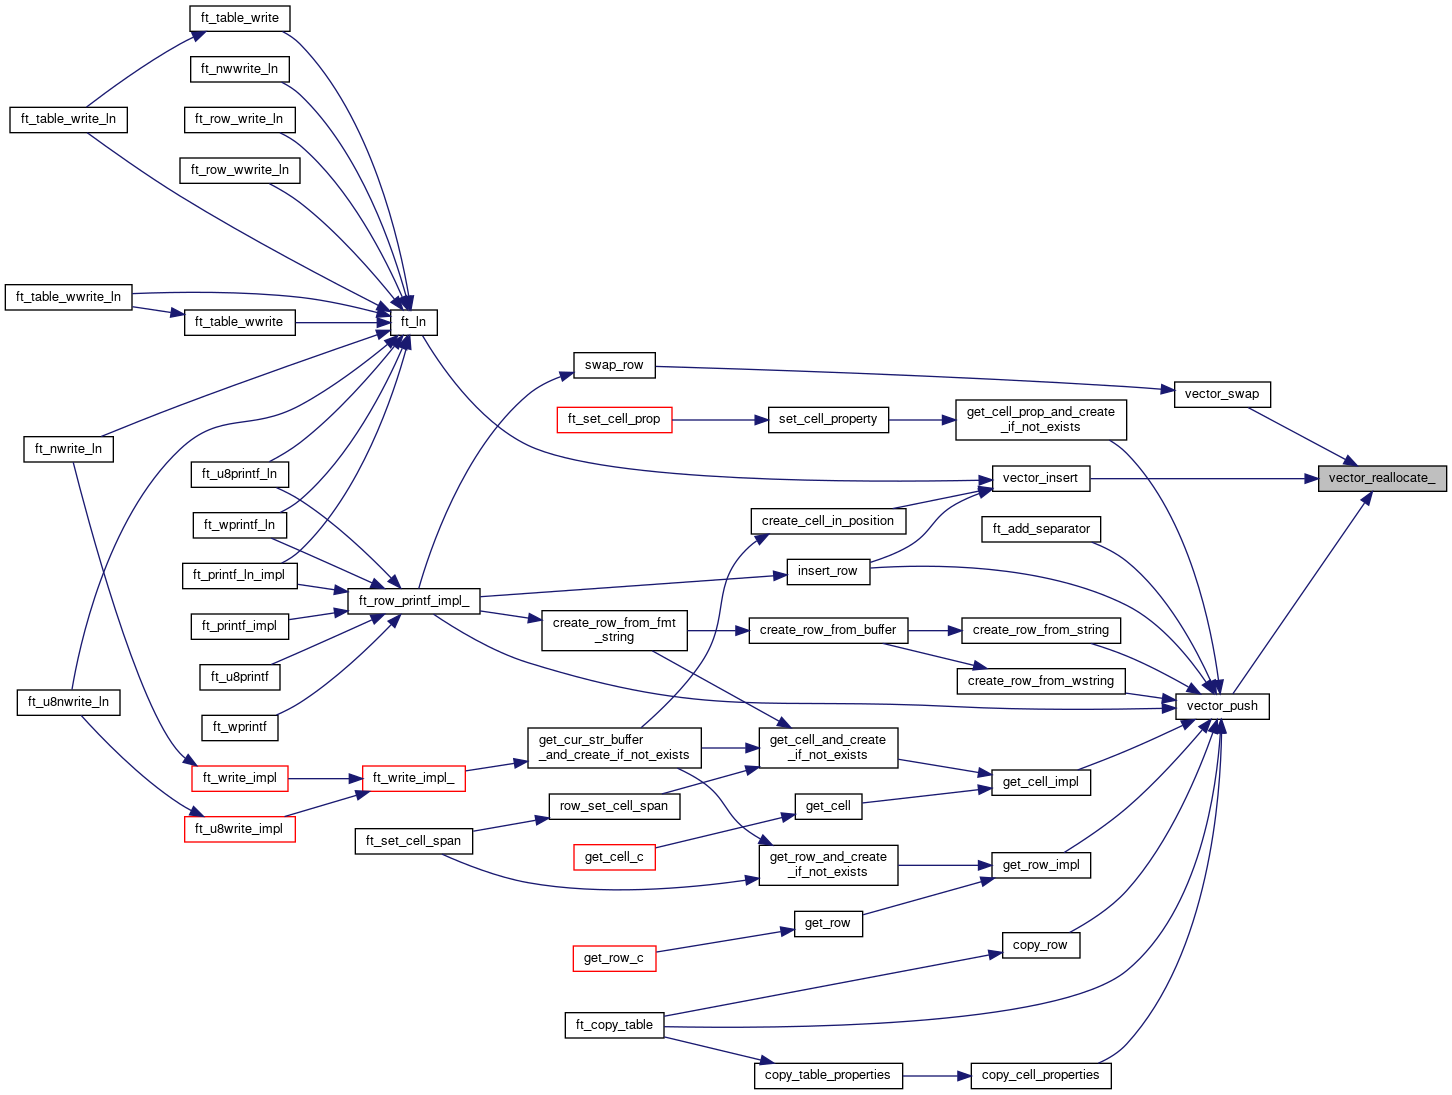 ft_table_write
ft_nwwrite_ln
ft_table_write_ln
ft_row_write_ln
ft_row_wwrite_ln
ft_table_wwrite_ln
ft_table_wwrite
ft_ln
swap_row
vector_swap
ft_set_cell_prop
set_cell_property
get_cell_prop_and_create
_if_not_exists
ft_nwrite_ln
ft_u8printf_ln
vector_insert
vector_reallocate_
ft_wprintf_ln
create_cell_in_position
ft_add_separator
ft_printf_ln_impl
insert_row
ft_row_printf_impl_
ft_printf_impl
create_row_from_fmt
_string
create_row_from_buffer
create_row_from_string
ft_u8printf
create_row_from_wstring
ft_u8nwrite_ln
vector_push
ft_wprintf
get_cur_str_buffer
_and_create_if_not_exists
get_cell_and_create
_if_not_exists
ft_write_impl
ft_write_impl_
get_cell_impl
row_set_cell_span
get_cell
ft_u8write_impl
ft_set_cell_span
get_cell_c
get_row_and_create
_if_not_exists
get_row_impl
get_row
copy_row
get_row_c
ft_copy_table
copy_table_properties
copy_cell_properties